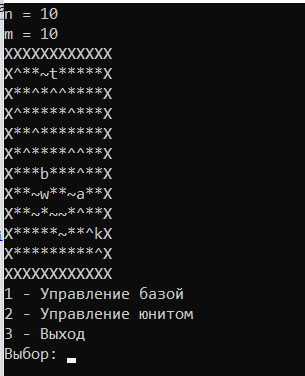 n = 10
m = 10
XXXXXXXXXXXX
X^**~t*****X
X**^*^^****X
X^*****^***X
X**^*******X
X*^****^^**X
X***b***^**X
X**~w**~a**X
X**~*~~*^**X
X*****~**^kX
X*********^X
XXXXXXXXXXXX
1 - Управление базой
2 - Управление юнитом
3 - Выход
Выбор: